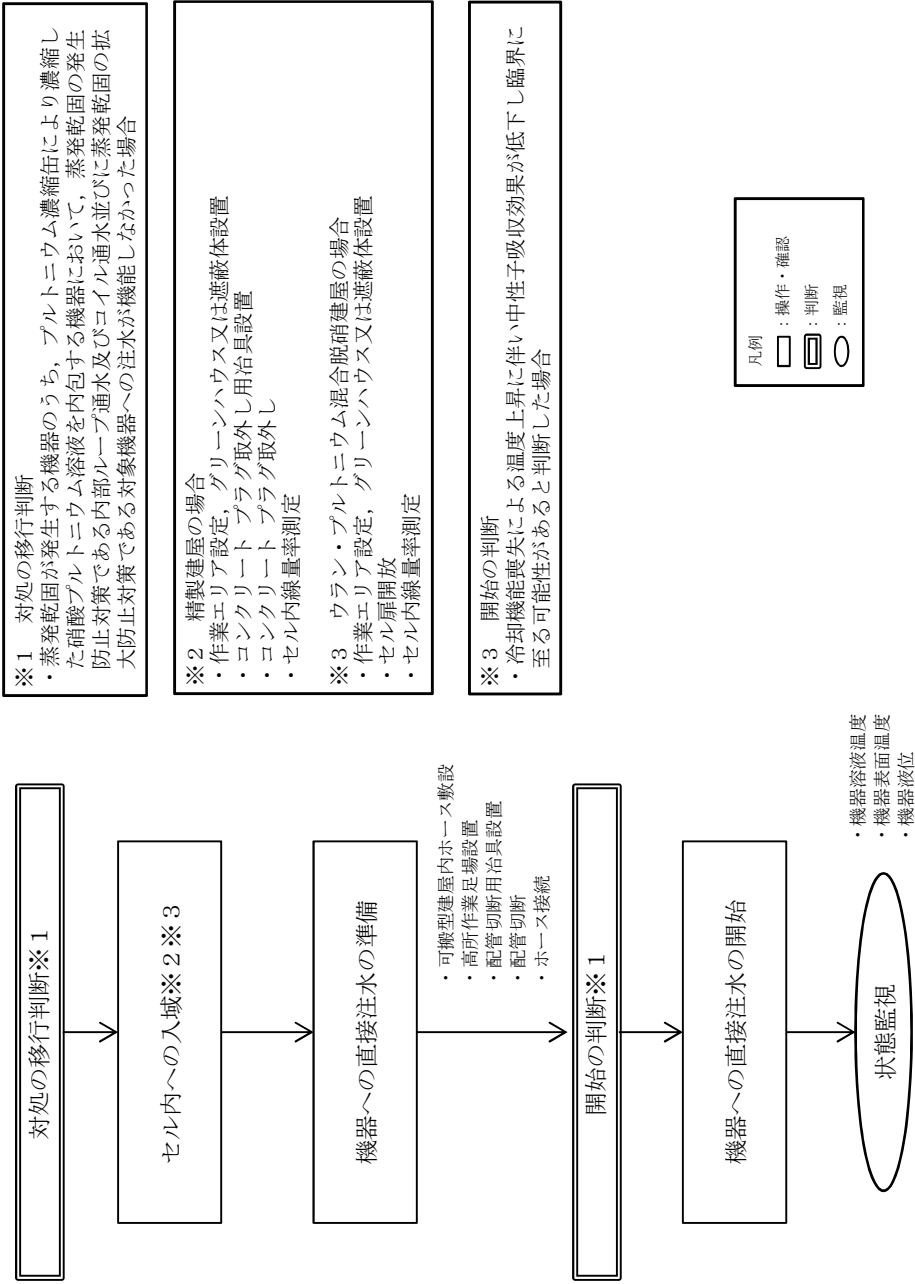 対処の移行判断※１
セル内への入域※２※３
機器への直接注水の準備
・可搬型建屋内ホース敷設
・高所作業足場設置
・配管切断用治具設置
・配管切断
・ホース接続
開始の判断※１
機器への直接注水の開始
状態監視
・機器溶液温度
・機器表面温度
・機器液位
※１　対処の移行判断
・蒸発乾固が発生する機器のうち，プルトニウム濃縮缶により濃縮し
た硝酸プルトニウム溶液を内包する機器において，蒸発乾固の発生
防止対策である内部ループ通水及びコイル通水並びに蒸発乾固の拡
大防止対策である対象機器への注水が機能しなかった場合
※２　精製建屋の場合
・作業エリア設定，グリーンハウス又は遮蔽体設置
・コンクリート　プラグ取外し用治具設置
・コンクリート　プラグ取外し
・セル内線量率測定
※３　ウラン・プルトニウム混合脱硝建屋の場合
・作業エリア設定，グリーンハウス又は遮蔽体設置
・セル扉開放
・セル内線量率測定
※３　開始の判断
・冷却機能喪失による温度上昇に伴い中性子吸収効果が低下し臨界に
至る可能性があると判断した場合
凡例
：操作・確認
：判断
：監視